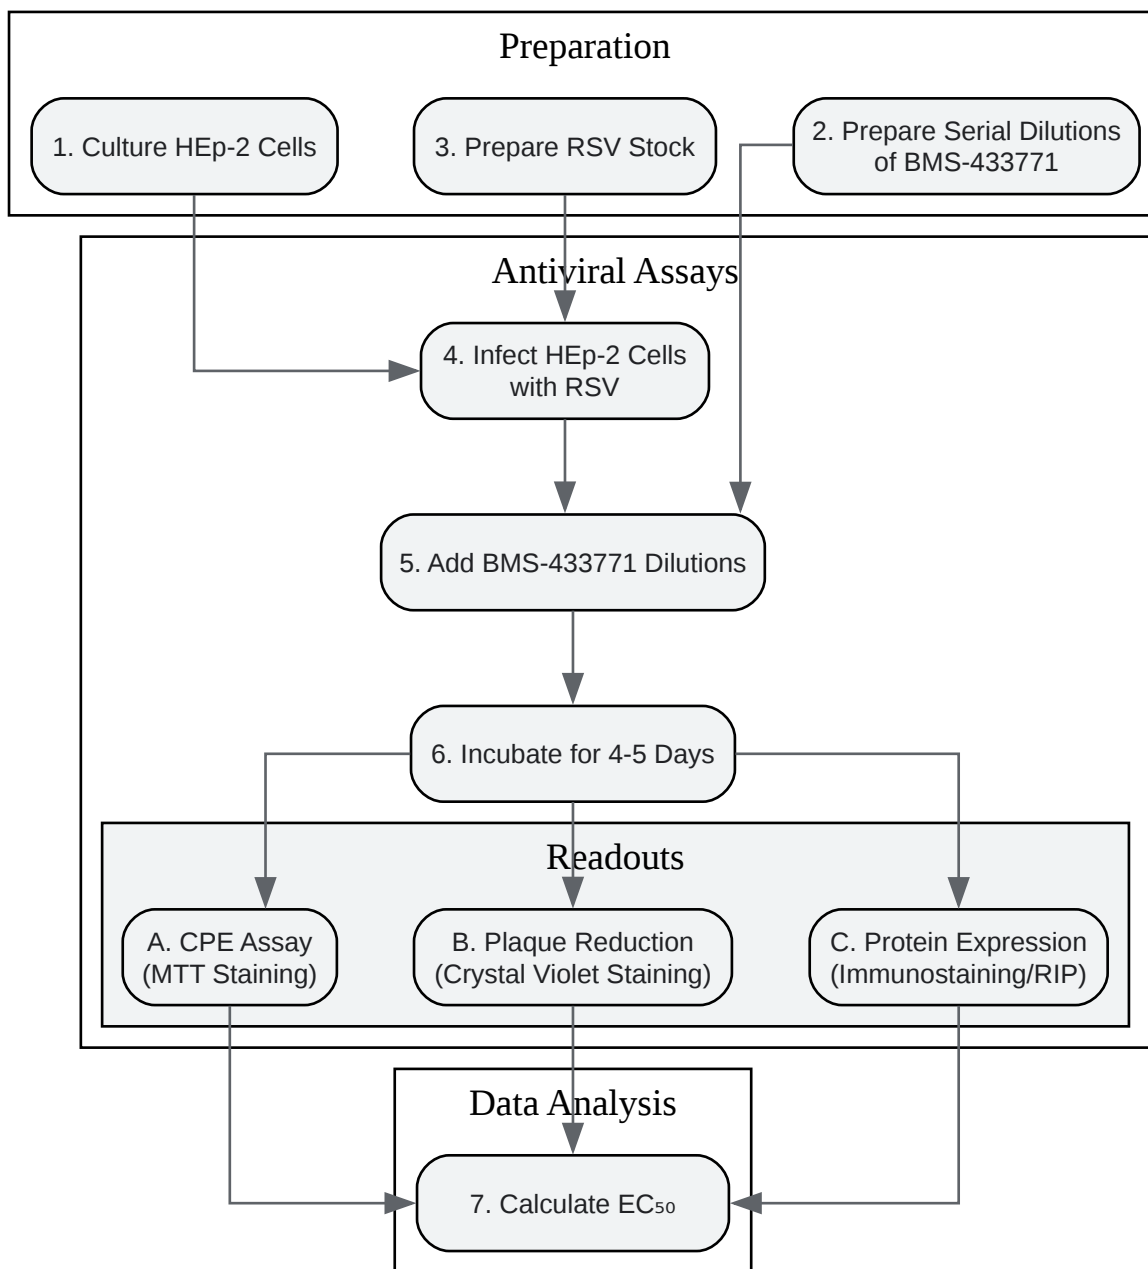 Preparation
1. Culture HEp-2 Cells
3. Prepare RSV Stock
2. Prepare Serial Dilutions
of BMS-433771
Antiviral Assays
4. Infect HEp-2 Cells
with RSV
5. Add BMS-433771 Dilutions
6. Incubate for 4-5 Days
Readouts
A. CPE Assay
(MTT Staining)
B. Plaque Reduction
(Crystal Violet Staining)
C. Protein Expression
(Immunostaining/RIP)
Data Analysis
7. Calculate EC₅₀